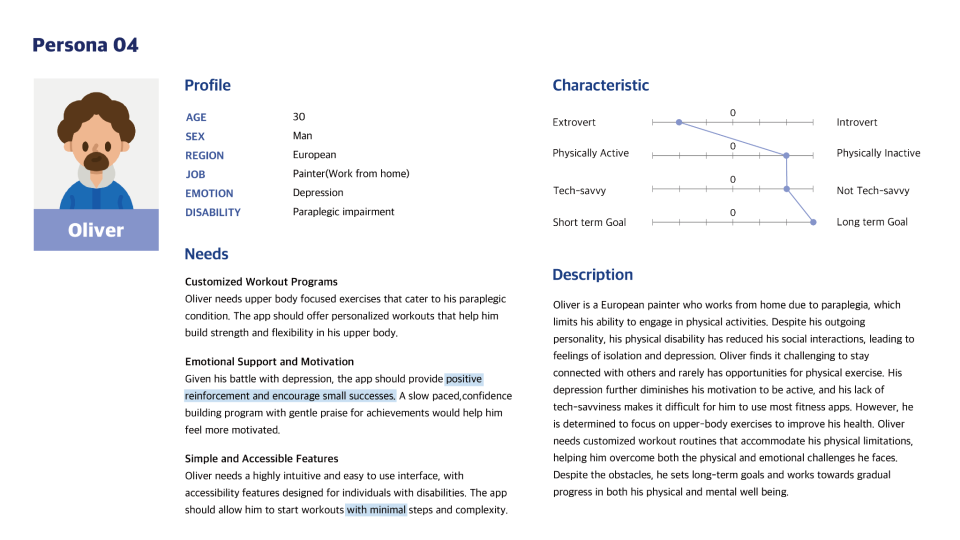 Persona 04
Oliver
Profile
AGE 30
SEX Man
REGION European
JOB Painter(Work from home)
EMOTION Depression
DISABILITY Paraplegic impairment
Needs
Customized Workout Programs
Oliver needs upper body focused exercises that cater to his paraplegic
condition. The app should offer personalized workouts that help him
build strength and flexibility in his upper body.
Emotional Support and Motivation
Given his battle with depression, the app should provide positive
reinforcement and encourage small successes. A slow paced,confidence
building program with gentle praise for achievements would help him
feel more motivated.
Simple and Accessible Features
Oliver needs a highly intuitive and easy to use interface, with
accessibility features designed for individuals with disabilities. The app
should allow him to start workouts with minimal steps and complexity.
Characteristic
0
Extrovert Introvert
0
Physically Active Physically Inactive
0
Tech-savvy Not Tech-savvy
0
Short term Goal Long term Goal
Description
Oliver is a European painter who works from home due to paraplegia, which
limits his ability to engage in physical activities. Despite his outgoing
personality, his physical disability has reduced his social interactions, leading to
feelings of isolation and depression. Oliver finds it challenging to stay
connected with others and rarely has opportunities for physical exercise. His
depression further diminishes his motivation to be active, and his lack of
tech-savviness makes it difficult for him to use most fitness apps. However, he
is determined to focus on upper-body exercises to improve his health. Oliver
needs customized workout routines that accommodate his physical limitations,
helping him overcome both the physical and emotional challenges he faces.
Despite the obstacles, he sets long-term goals and works towards gradual
progress in both his physical and mental well being.